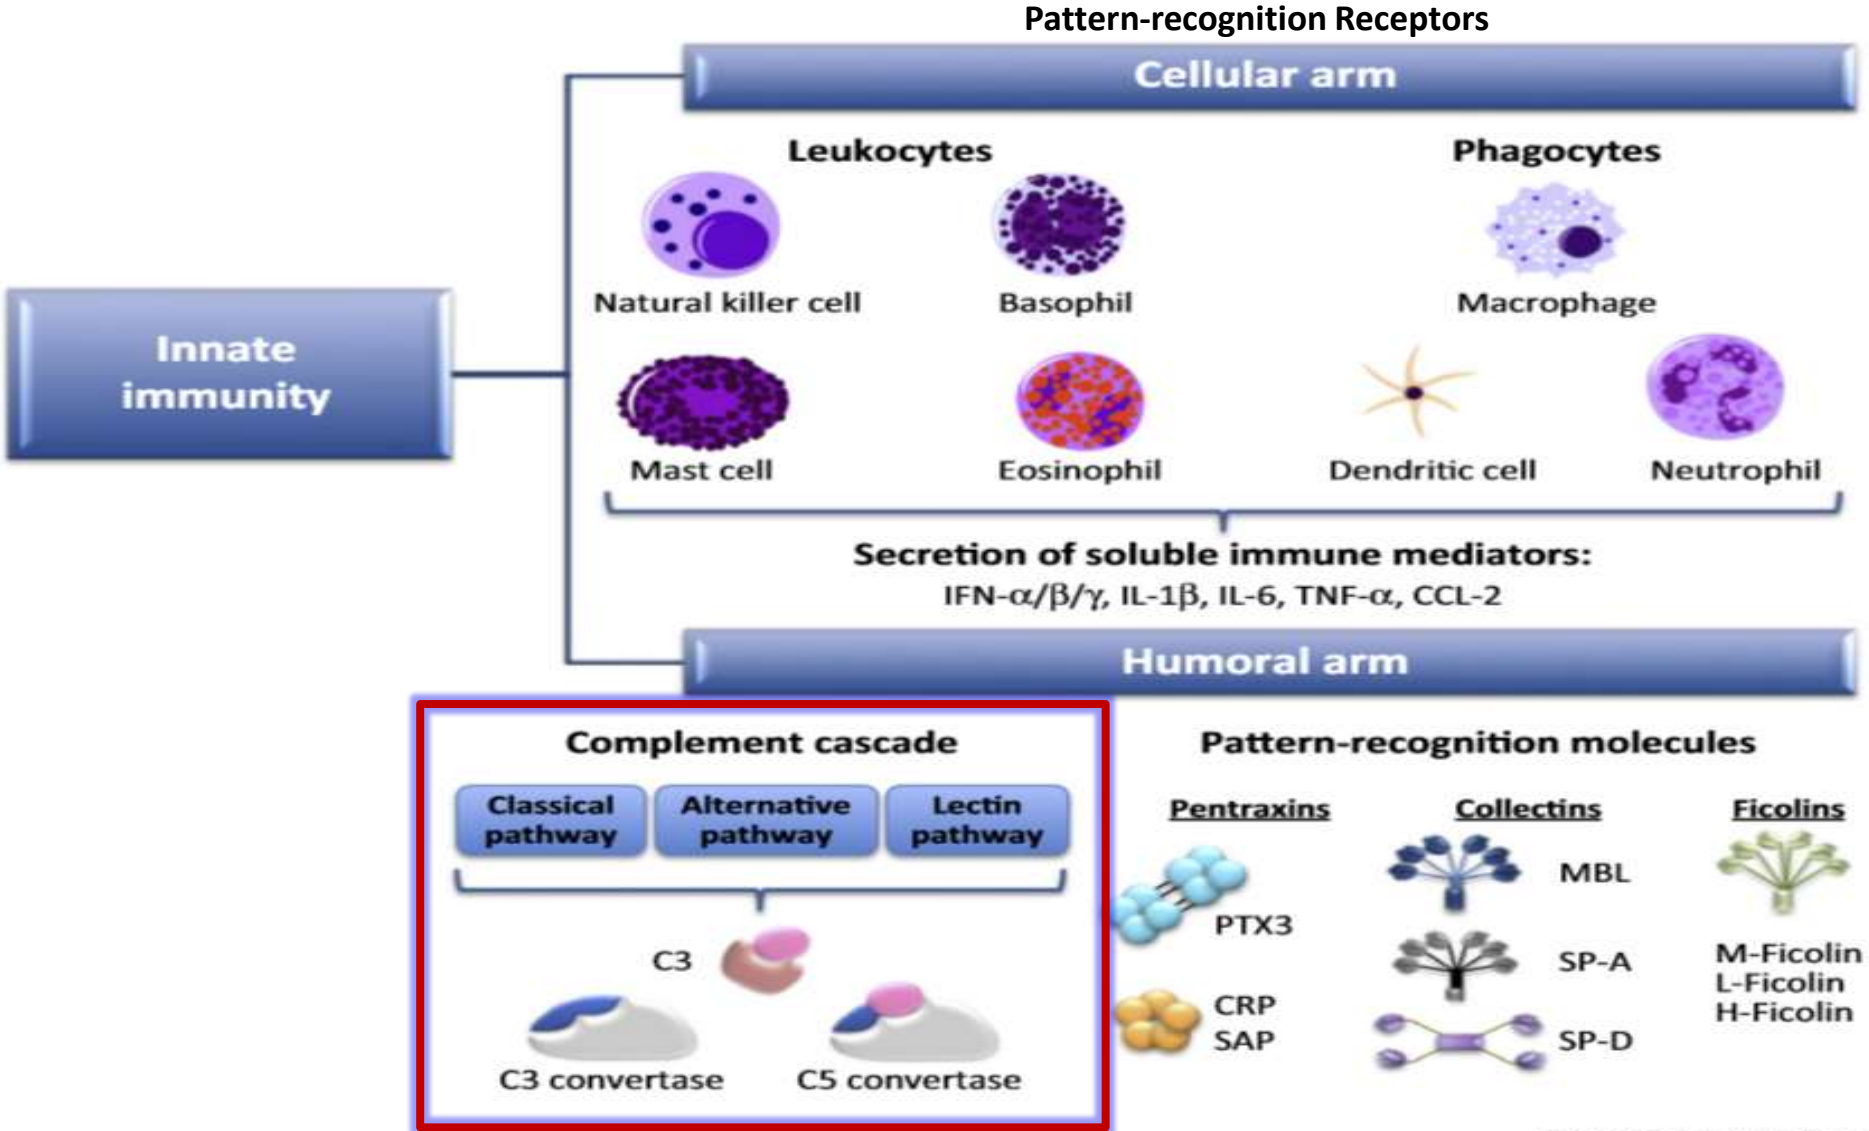 Pattern-recognition Receptors
Cellular arm
Leukocytes
Phagocytes
Natural killer cell
Basophil
Macrophage
Innate
immunity
Mast cell
Eosinophil
Dendritic cell
Neutrophil
Secretion of soluble immune mediators:
IFN-α/β/γ, IL-1β, IL-6, TNF-α, CCL-2
Humoral arm
Complement cascade
Classical
pathway
Alternative
pathway
Lectin
pathway
C3
C3 convertase
C5 convertase
Pattern-recognition molecules
Pentraxins
PTX3
CRP
SAP
Collectins
MBL
SP-A
SP-D
Ficolins
M-Ficolin
L-Ficolin
H-Ficolin